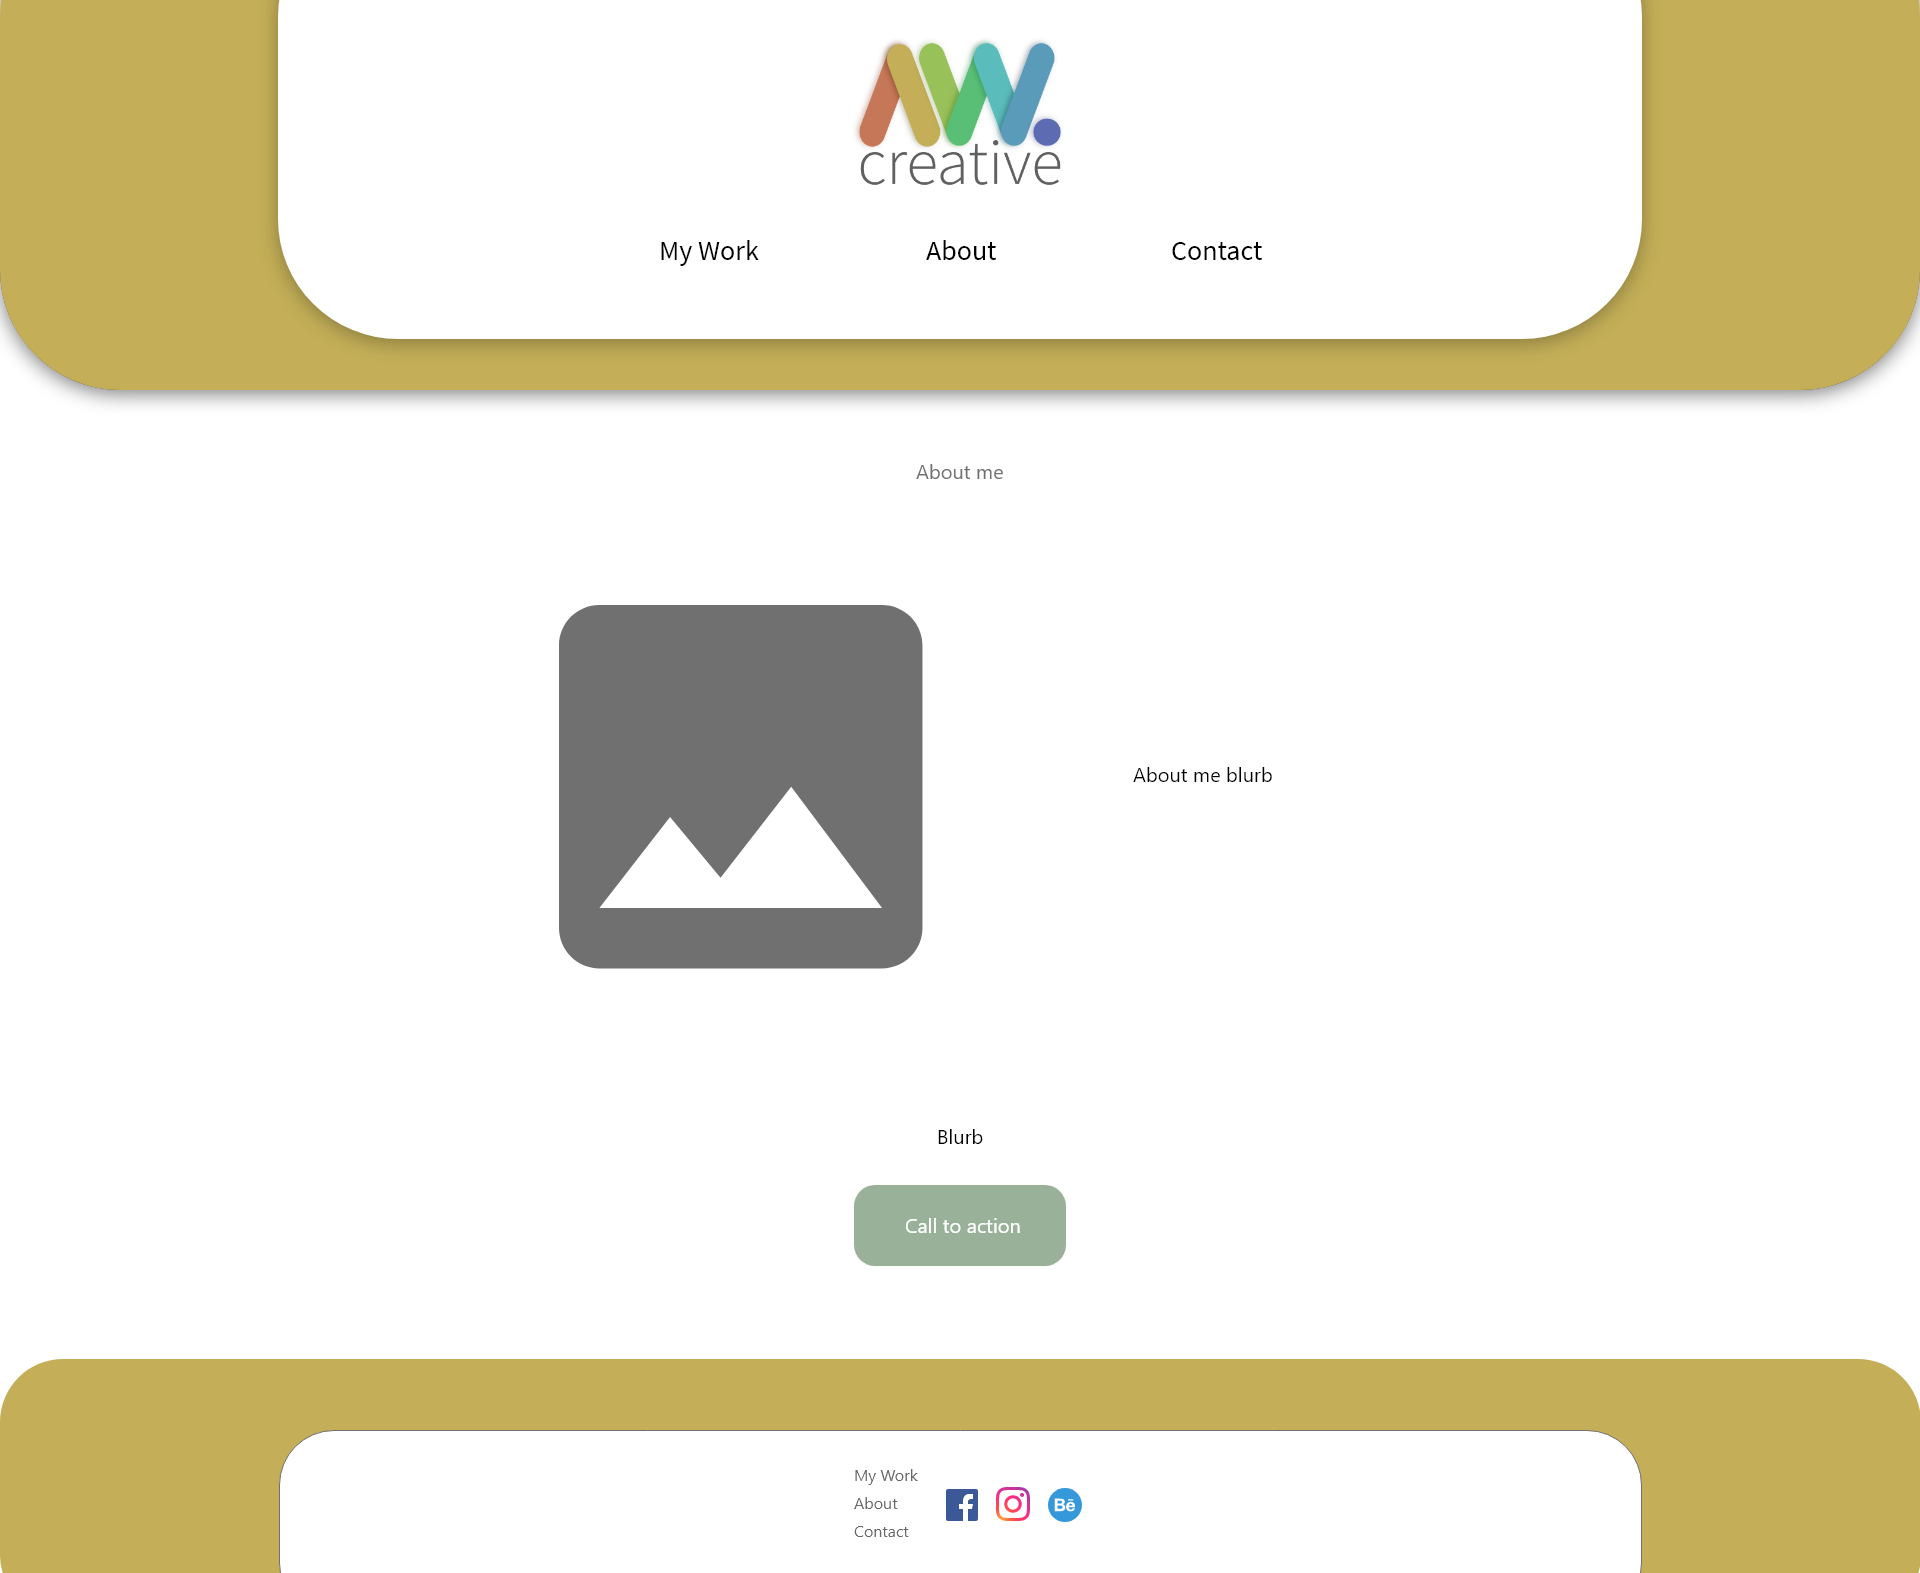 AW.
creative
My Work
About
Contact
About me
About me blurb
Blurb
Call to action
My Work
About
Contact
f
Bē